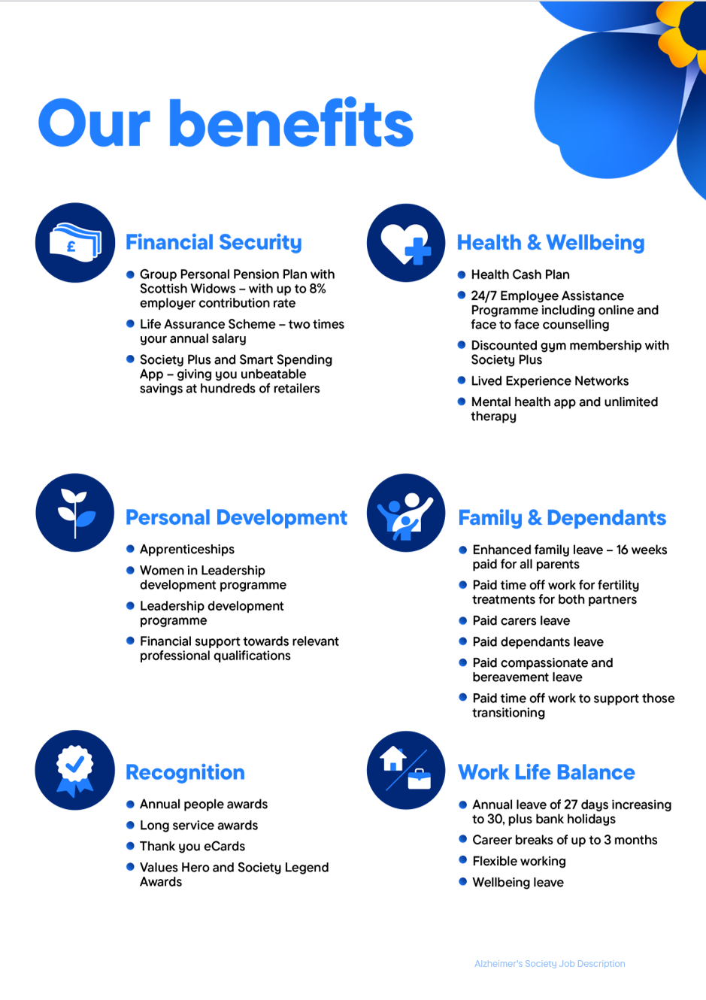 Our benefits
£
Financial Security
Group Personal Pension Plan with
Scottish Widows – with up to 8%
employer contribution rate
Life Assurance Scheme – two times
your annual salary
Society Plus and Smart Spending
App – giving you unbeatable
savings at hundreds of retailers
Health & Wellbeing
Health Cash Plan
24/7 Employee Assistance
Programme including online and
face to face counselling
Discounted gym membership with
Society Plus
Lived Experience Networks
Mental health app and unlimited
therapy
Personal Development
Apprenticeships
Women in Leadership
development programme
Leadership development
programme
Financial support towards relevant
professional qualifications
Family & Dependants
Enhanced family leave – 16 weeks
paid for all parents
Paid time off work for fertility
treatments for both partners
Paid carers leave
Paid dependants leave
Paid compassionate and
bereavement leave
Paid time off work to support those
transitioning
Recognition
Annual people awards
Long service awards
Thank you eCards
Values Hero and Society Legend
Awards
Work Life Balance
Annual leave of 27 days increasing
to 30, plus bank holidays
Career breaks of up to 3 months
Flexible working
Wellbeing leave
Alzheimer's Society Job Description